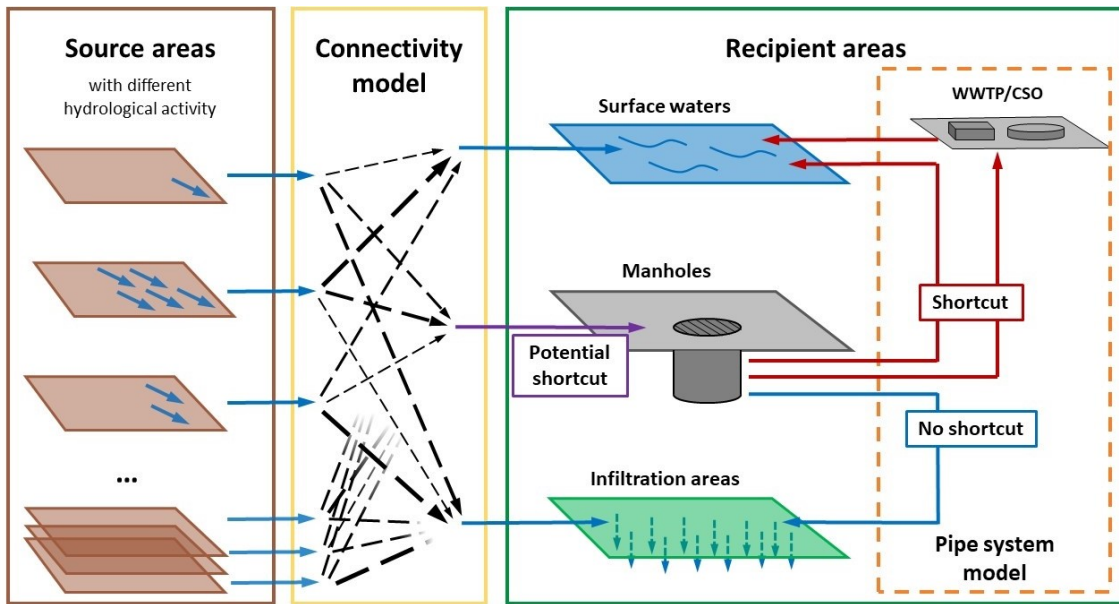 Source areas
with different
hydrological activity
...
Connectivity
model
Recipient areas
Surface waters
WWTP/CSO
Manholes
Shortcut
Potential
shortcut
No shortcut
Infiltration areas
Pipe system
model